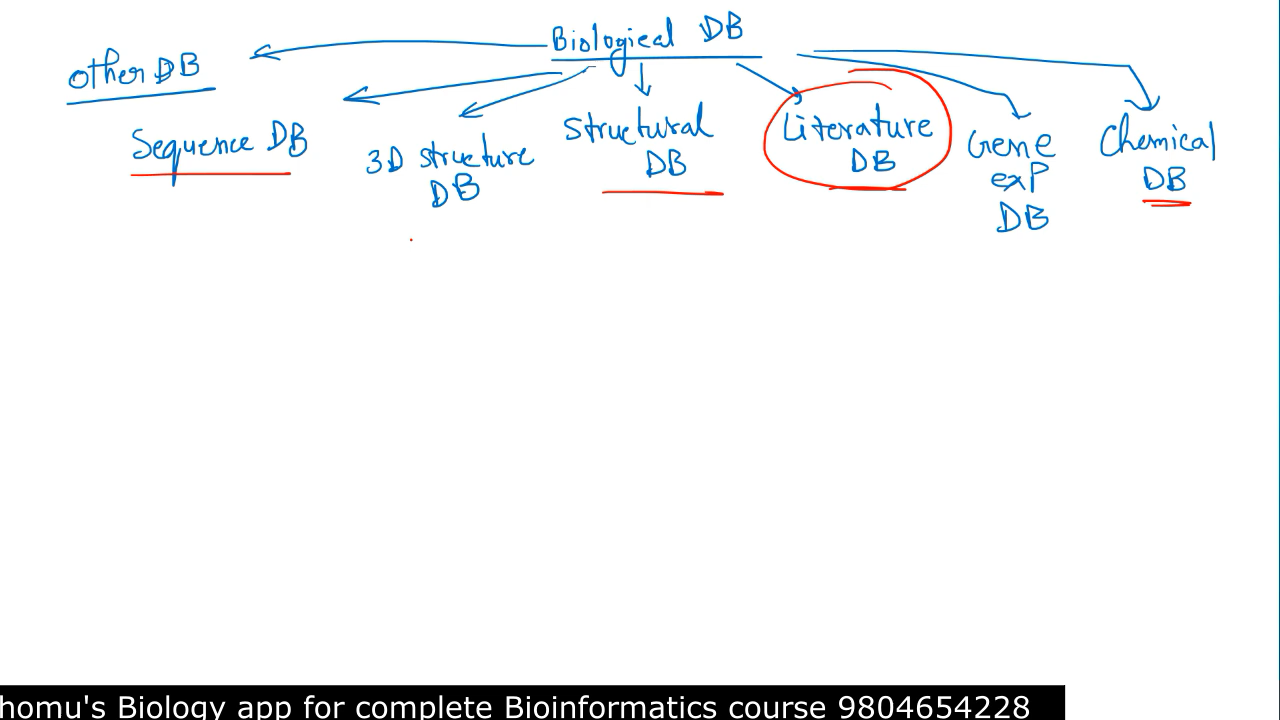 Biological DB
other DB
Sequence DB
3D structure
DB
Structural
DB
Literature
DB
Gene
exP
DB
Chemical
DB
homu's Biology app for complete Bioinformatics course 9804654228